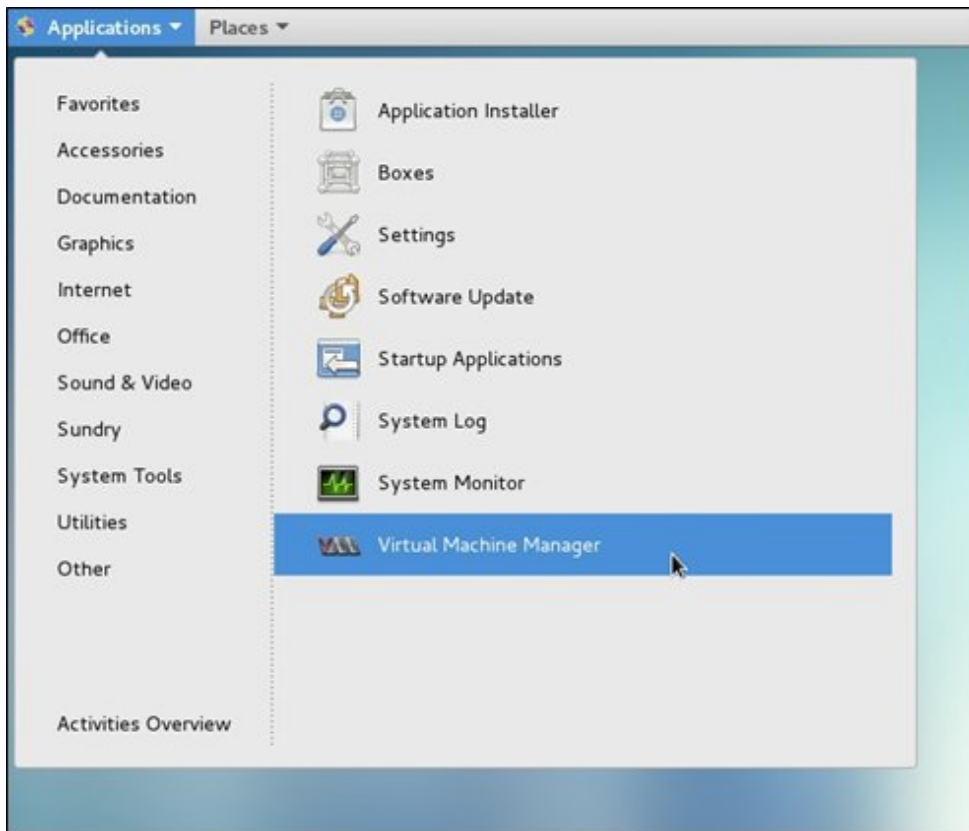 Applications Places
Favorites
Accessories
Documentation
Graphics
Internet
Office
Sound & Video
Sundry
System Tools
Utilities
Other
Activities Overview
Application Installer
Boxes
Settings
Software Update
Startup Applications
System Log
System Monitor
Virtual Machine Manager